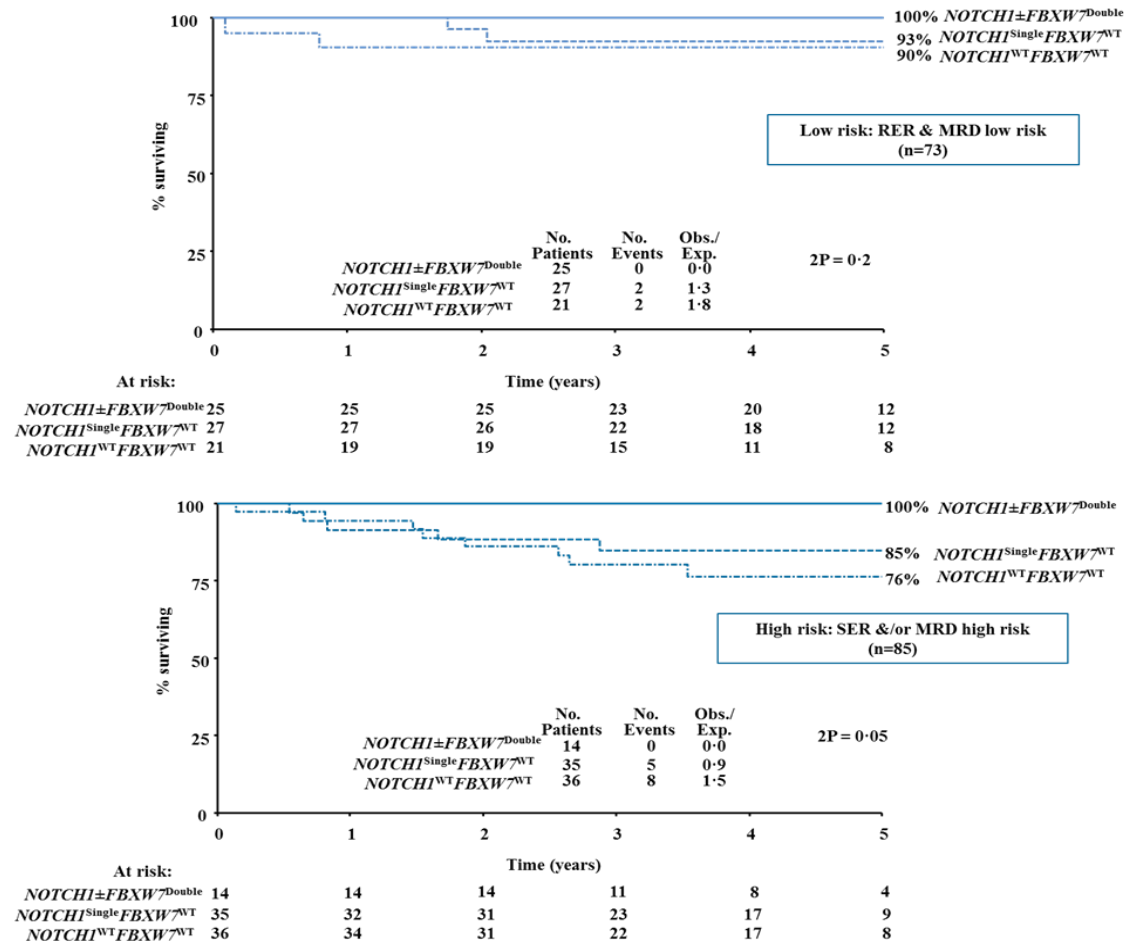 100
100% NOTCH1±FBXW7Double
93% NOTCH1SingleFBXW7WT
90% NOTCH1WTFBXW7WT
75
Low risk: RER & MRD low risk
(n=73)
% surviving
No. Patients No. Events Obs./ Exp.
NOTCH1±FBXW7Double 25 0 0·0
NOTCH1SingleFBXW7WT 27 2 1·3
NOTCH1WTFBXW7WT 21 2 1·8
2P = 0·2
50
25
0
0 1 2 3 4 5
At risk: Time (years)
NOTCH1±FBXW7Double 25 25 25 23 20 12
NOTCH1SingleFBXW7WT 27 27 26 22 18 12
NOTCH1WTFBXW7WT 21 19 19 15 11 8
100
100% NOTCH1±FBXW7Double
85% NOTCH1SingleFBXW7WT
76% NOTCH1WTFBXW7WT
75
High risk: SER &/or MRD high risk
(n=85)
% surviving
50
No. Patients No. Events Obs./ Exp.
NOTCH1±FBXW7Double 14 0 0·0
NOTCH1SingleFBXW7WT 35 5 0·9
NOTCH1WTFBXW7WT 36 8 1·5
2P = 0·05
25
0
0 1 2 3 4 5
At risk: Time (years)
NOTCH1±FBXW7Double 14 14 14 11 8 4
NOTCH1SingleFBXW7WT 35 32 31 23 17 9
NOTCH1WTFBXW7WT 36 34 31 22 17 8